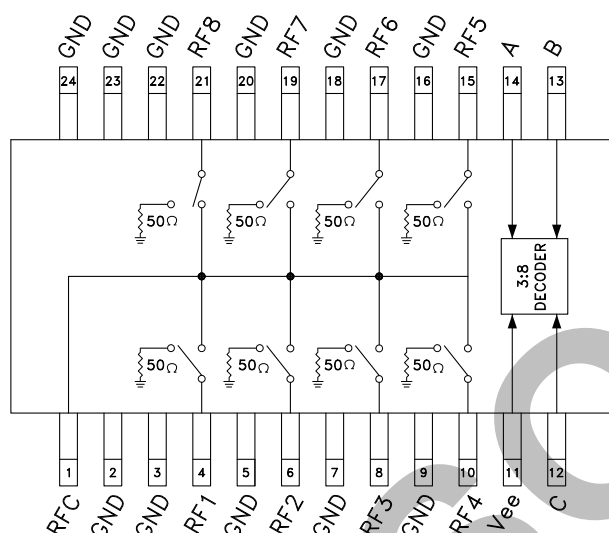 GND GND GND RF8 GND RF7 GND RF6 GND RF5 A B
24 23 22 21 20 19 18 17 16 15 14 13
50Ω 50Ω 50Ω 50Ω
3:8
DECODER
50Ω 50Ω 50Ω 50Ω
1 2 3 4 5 6 7 8 9 10 11 12
RFC GND GND RF1 GND RF2 GND RF3 GND RF4 Vee C